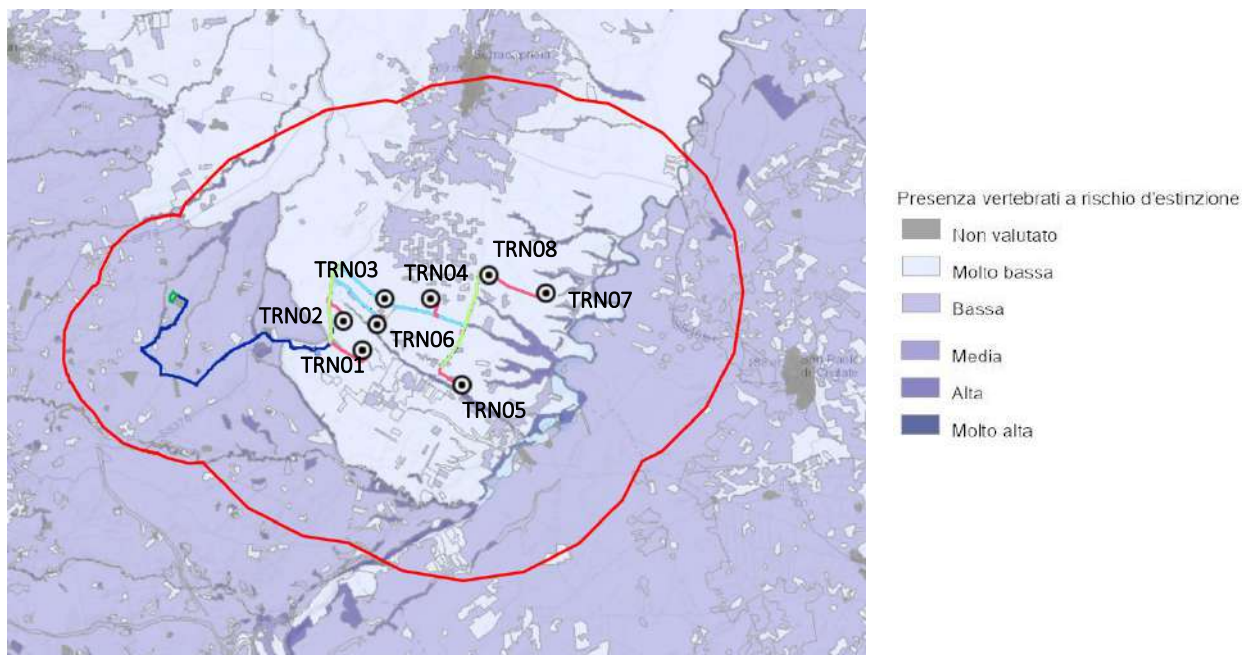 Serracapriola
TRN08
TRN03
TRN04
TRN07
TRN02
TRN06
TRN01
TRN05
Presenza vertebrati a rischio d'estinzione
Non valutato
Molto bassa
Bassa
Media
Alta
Molto alta